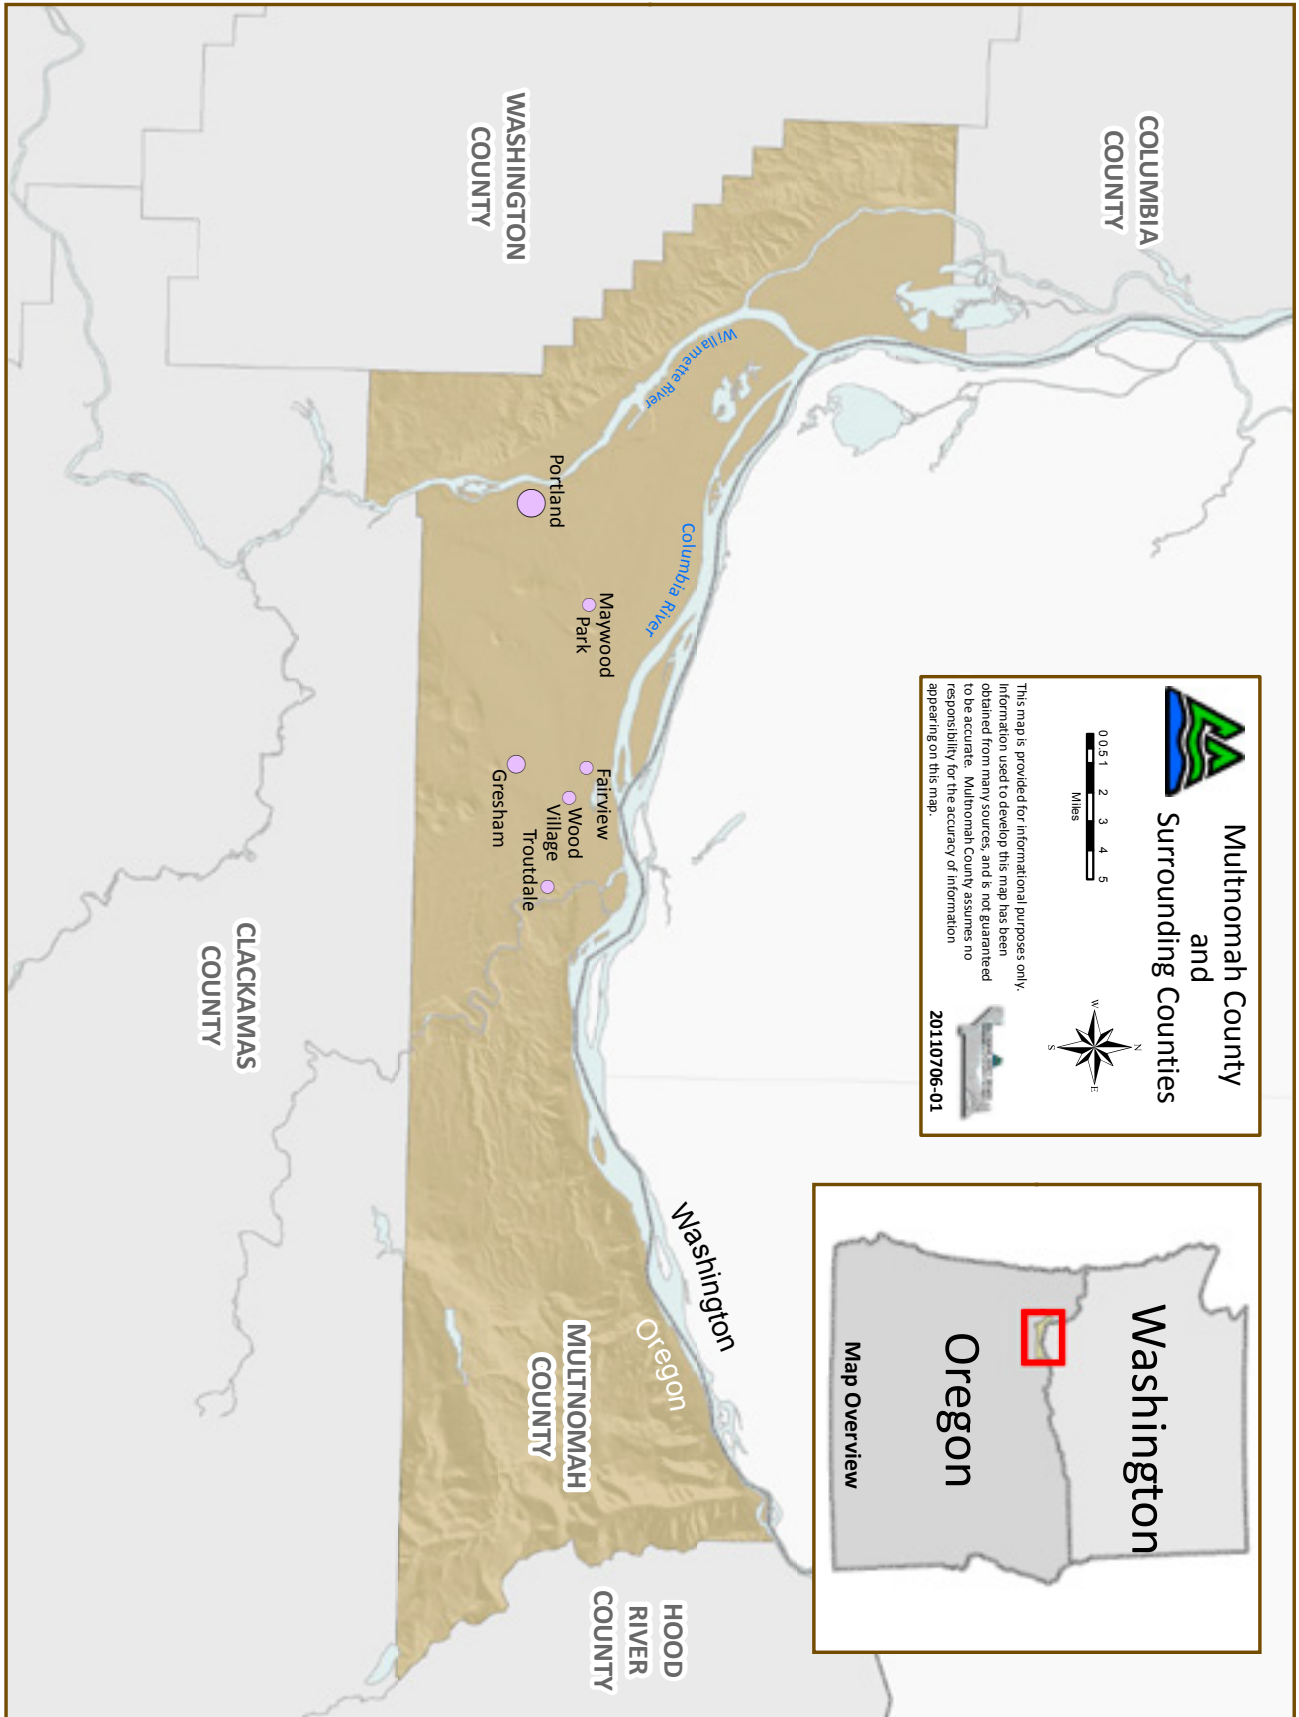 Multnomah County
and
Surrounding Counties
0 0.5 1 2 3 4 5
Miles
N
W
E
S
This map is provided for informational purposes only.
Information used to develop this map has been
obtained from many sources, and is not guaranteed
to be accurate. Multnomah County assumes no
responsibility for the accuracy of information
appearing on this map.
20110706-01
Washington
Oregon
Map Overview
COLUMBIA
COUNTY
WASHINGTON
COUNTY
Willamette River
Columbia River
Portland
Maywood
Park
Fairview
Wood
Village
Troutdale
Gresham
Washington
Oregon
MULTNOMAH
COUNTY
HOOD
RIVER
COUNTY
CLACKAMAS
COUNTY